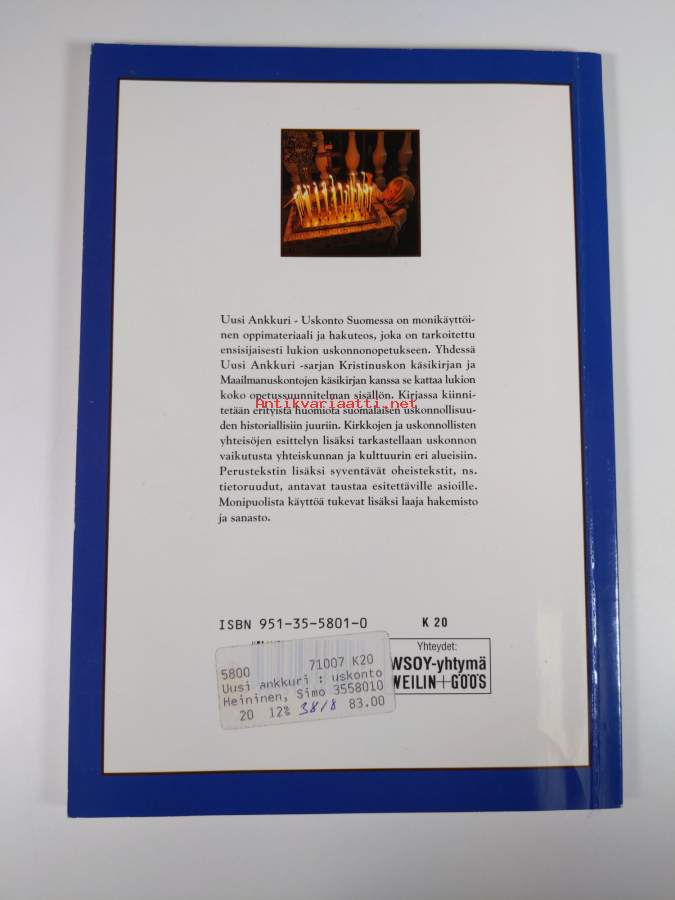 Uusi Ankkuri - Uskonto Suomessa on monikäyttöi-
nen oppimateriaali ja hakuteos, joka on tarkoitettu
ensisijaisesti lukion uskonnonopetukseen. Yhdessä
Uusi Ankkuri -sarjan Kristinuskon käsikirjan ja
Maailmanuskontojen käsikirjan kanssa se kattaa lukion
koko opetussuunnitelman sisällön. Kirjassa kiinni-
Antikvariaatti.net
tetään erityistä huomiota suomalaisen uskonnollisuu-
den historiallisiin juuriin. Kirkkojen ja uskonnollisten
yhteisöjen esittelyn lisäksi tarkastellaan uskonnon
vaikutusta yhteiskunnan ja kulttuurin eri alueisiin.
Perustekstin lisäksi syventävät oheistekstit, ns.
tietoruudut, antavat taustaa esitettäville asioille.
Monipuolista käyttöä tukevat lisäksi laaja hakemisto
ja sanasto.
ISBN 951-35-5801-0 K 20
5800 71007 K20
Uusi ankkuri : uskonto
Heininen, Simo 3558010
20 12% 38/8 83.00
Yhteydet:
WSOY-yhtymä
WEILIN+GÖÖS